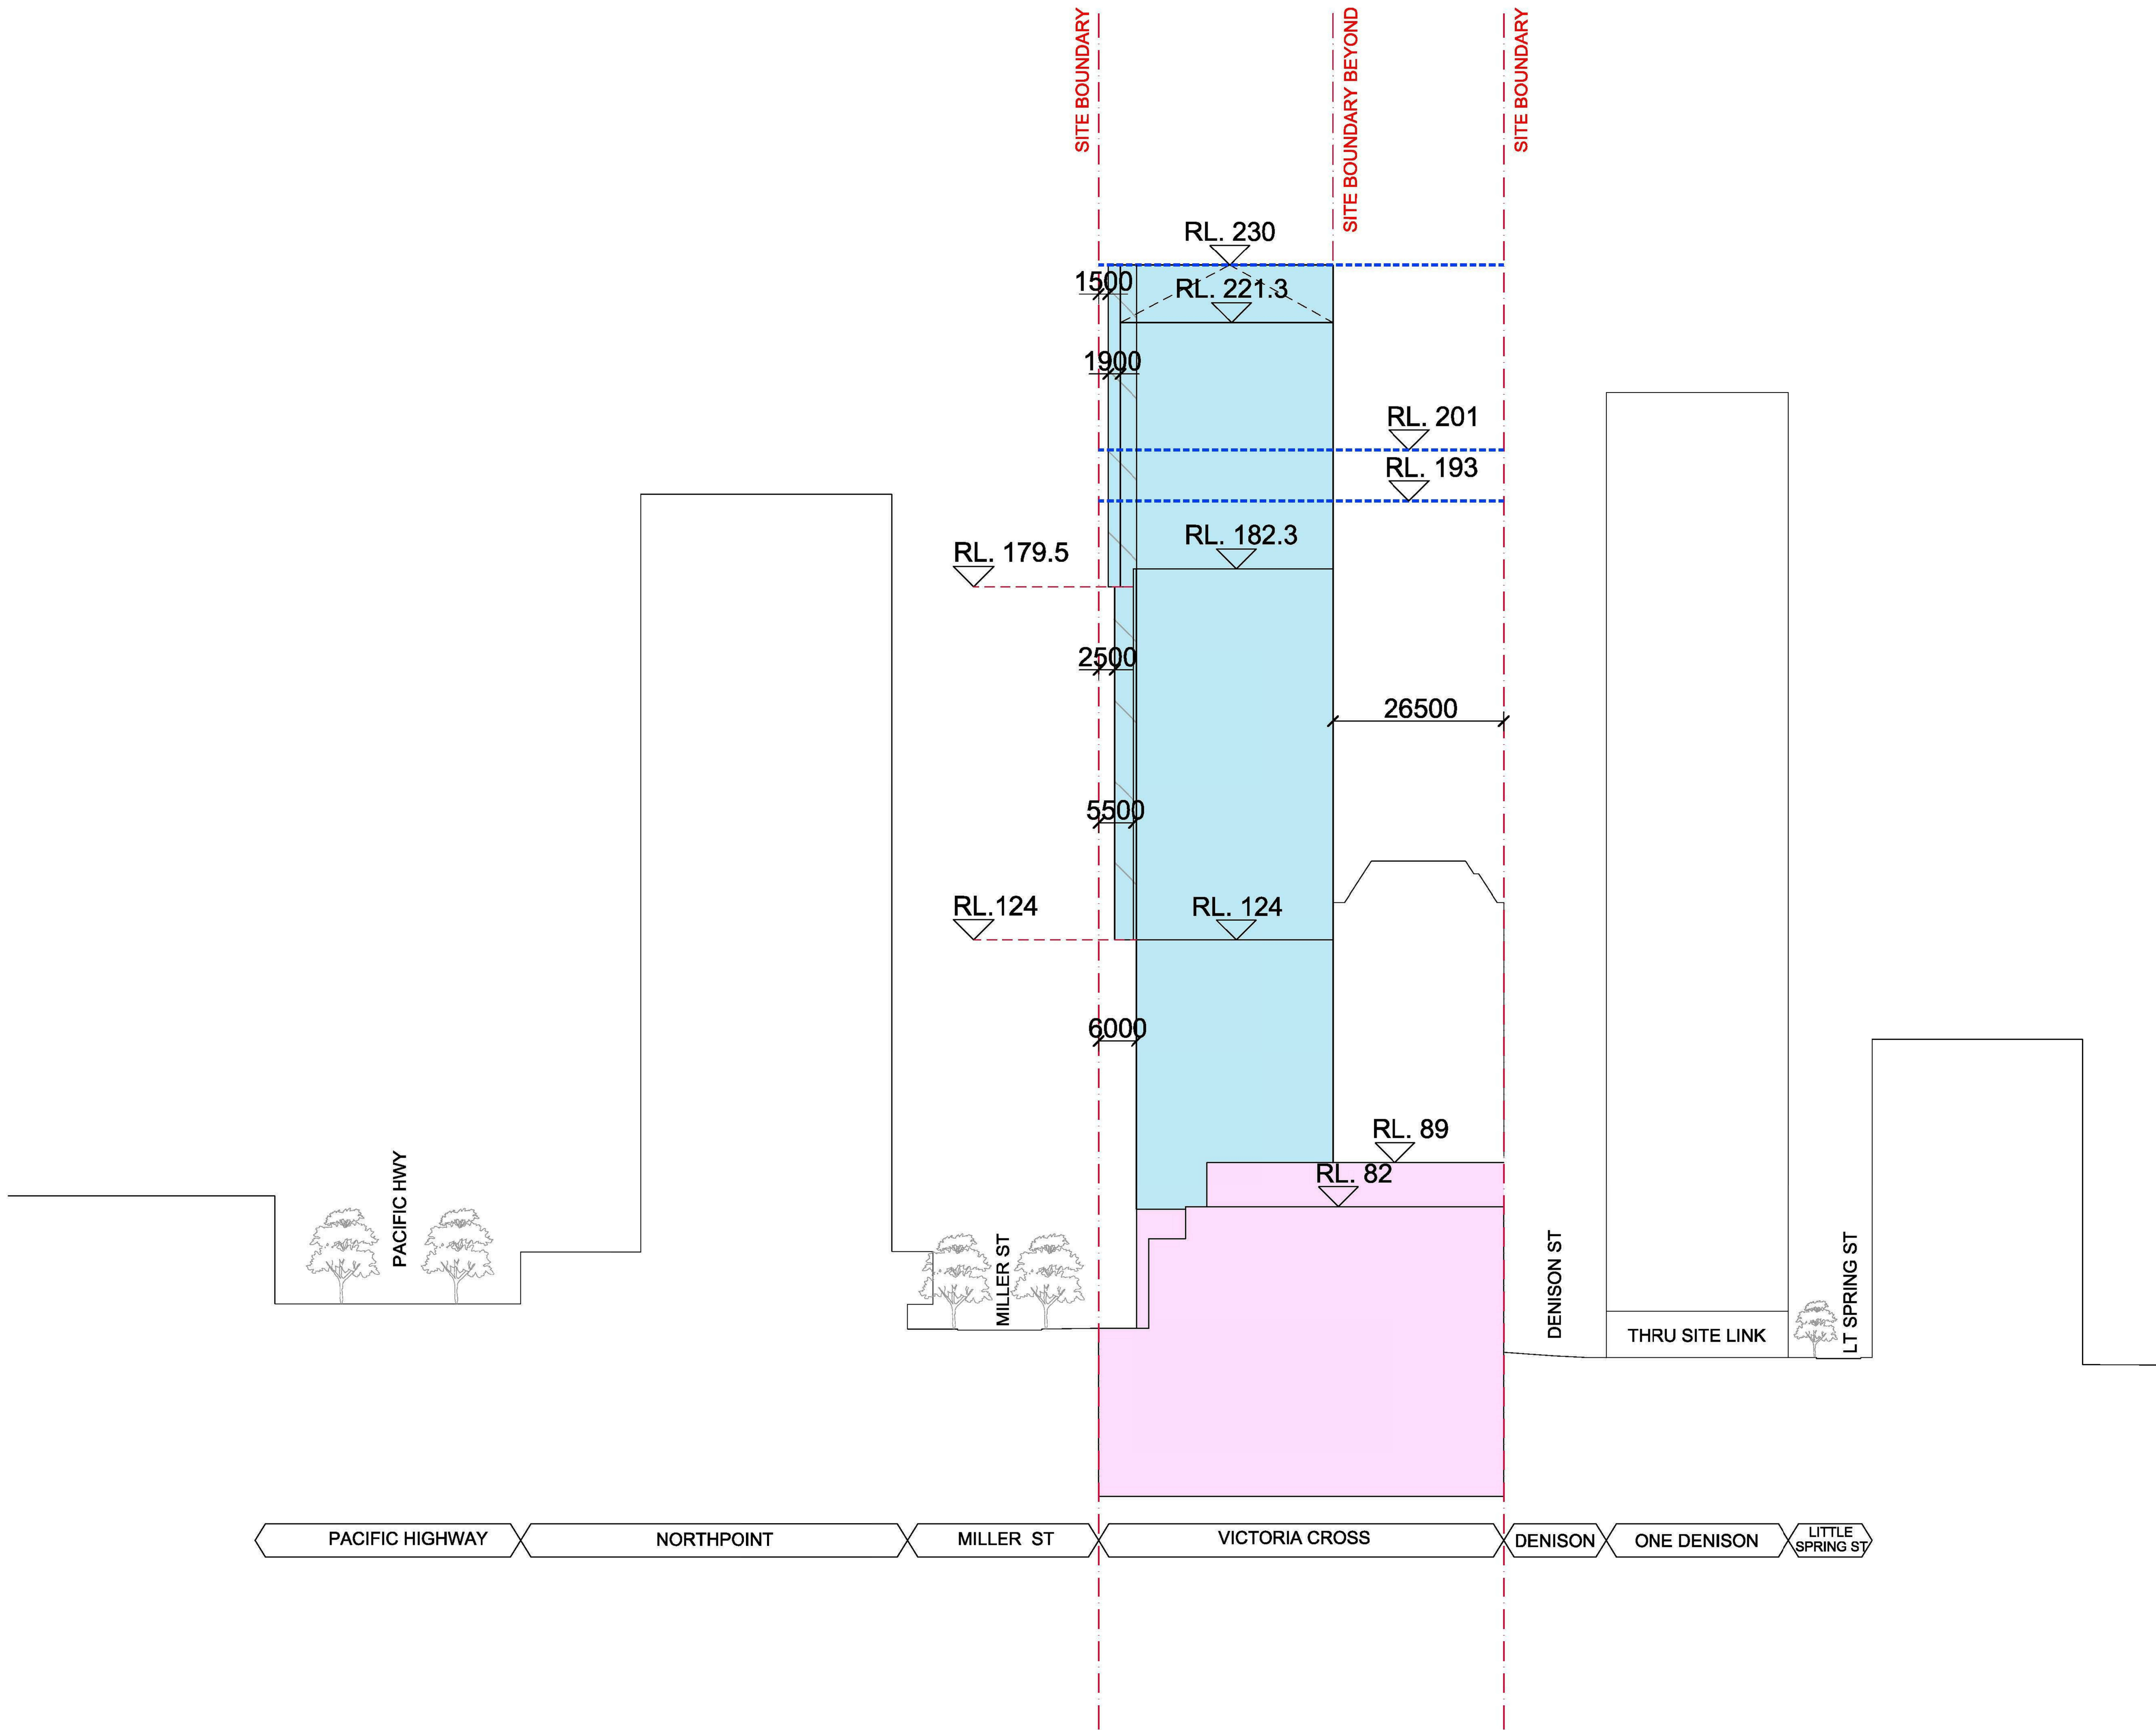 SITE BOUNDARY
SITE BOUNDARY BEYOND
SITE BOUNDARY
RL. 230
1500
RL. 221.3
1900
RL. 201
RL. 193
RL. 182.3
RL. 179.5
2500
26500
5500
RL.124
RL. 124
6000
RL. 89
RL. 82
PACIFIC HWY
MILLER ST
DENISON ST
LT SPRING ST
THRU SITE LINK
PACIFIC HIGHWAY
NORTHPOINT
MILLER ST
VICTORIA CROSS
DENISON
ONE DENISON
LITTLE
SPRING ST